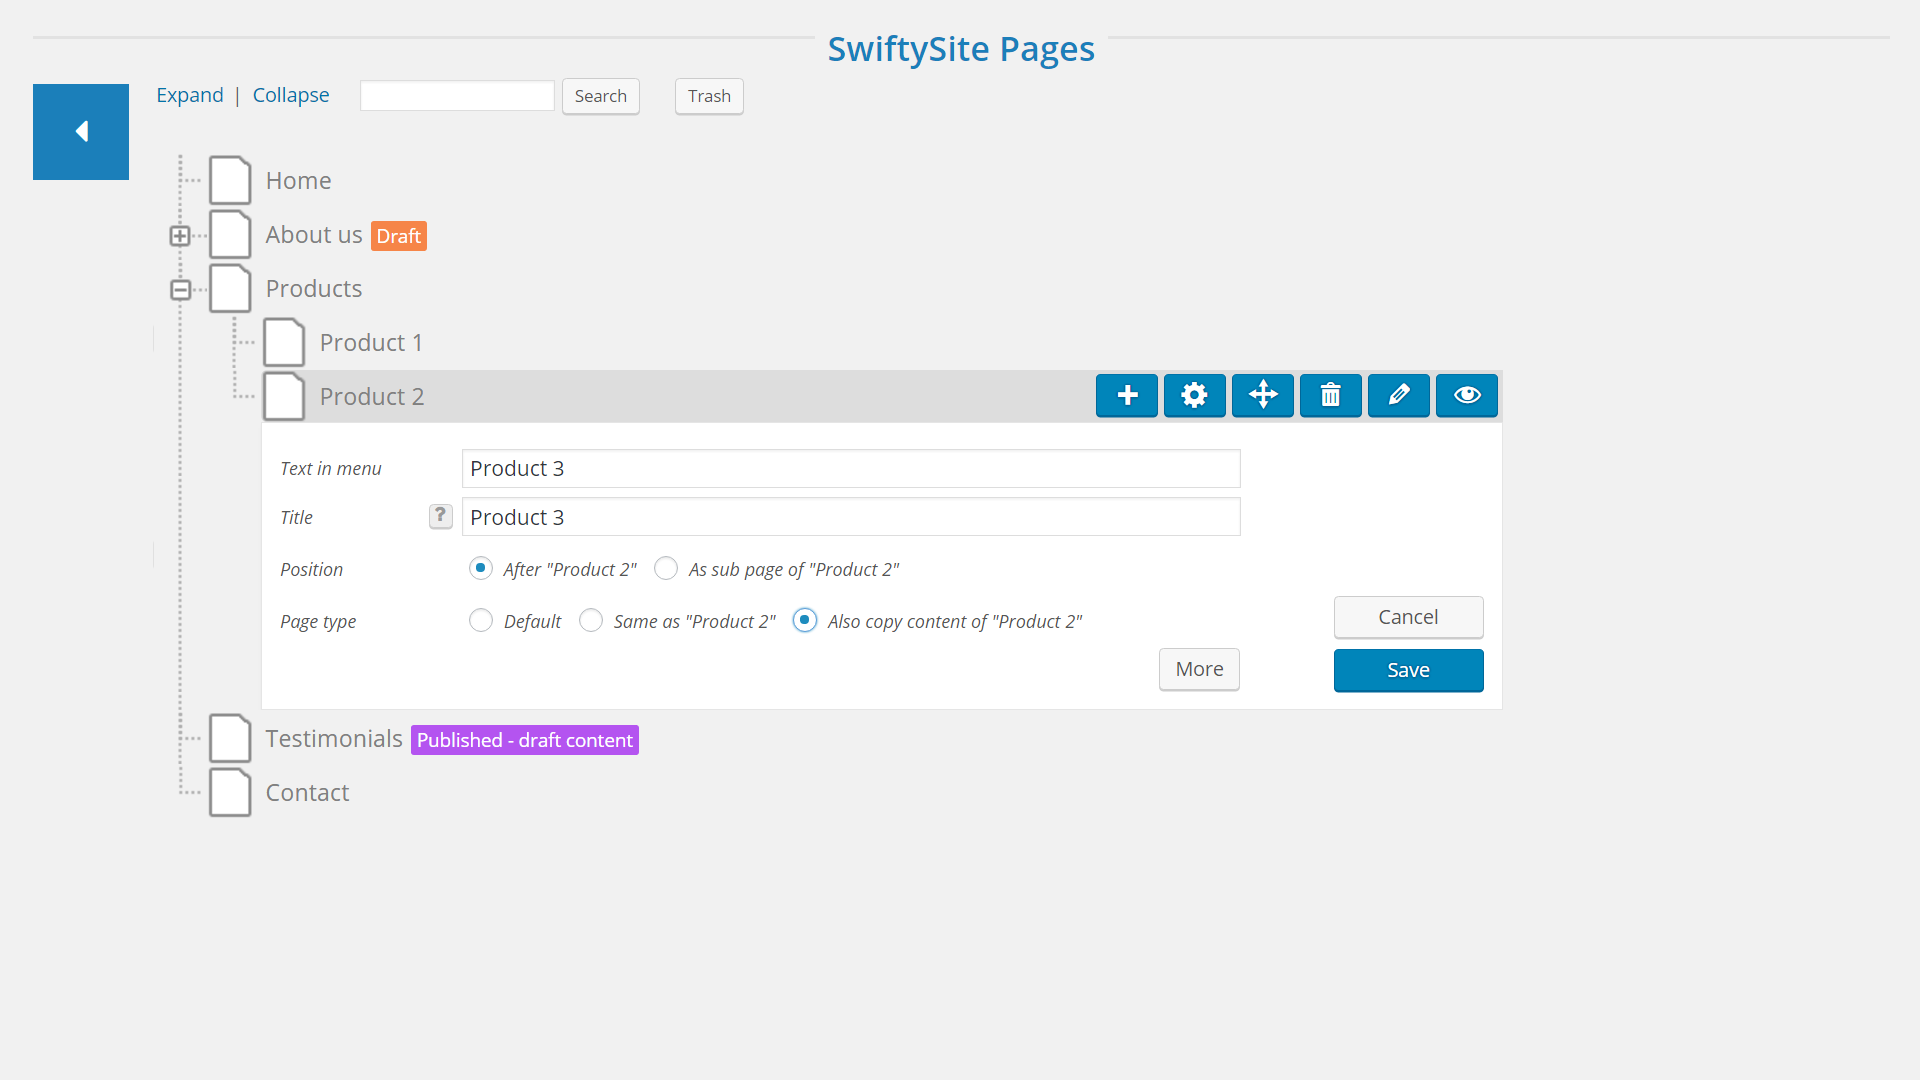 SwiftySite Pages
Expand | Collapse Search Trash
Home
About us Draft
Products
Product 1
Product 2
Text in menu Product 3
Title ? Product 3
Position After "Product 2" As sub page of "Product 2"
Page type Default Same as "Product 2" Also copy content of "Product 2"
Cancel
More
Save
Testimonials Published - draft content
Contact